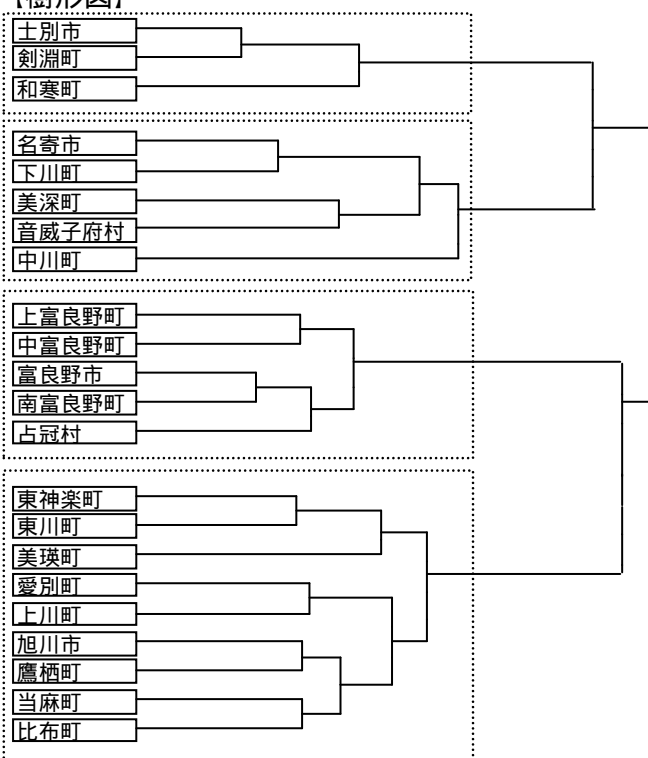 【樹形図】
士別市
剣淵町
和寒町
名寄市
下川町
美深町
音威子府村
中川町
上富良野町
中富良野町
富良野市
南富良野町
占冠村
東神楽町
東川町
美瑛町
愛別町
上川町
旭川市
鷹栖町
当麻町
比布町